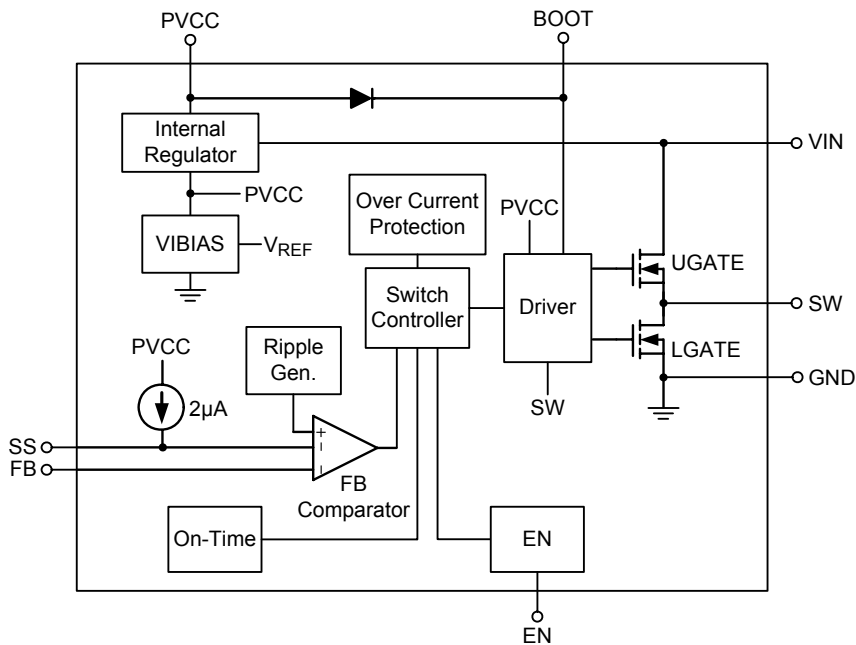 PVCC
BOOT
Internal
Regulator
VIN
PVCC
Over Current
Protection
PVCC
VIBIAS
VREF
UGATE
Switch
Controller
Driver
SW
PVCC
Ripple
Gen.
LGATE
GND
2µA
SW
SS
+
-
FB
-
FB
Comparator
On-Time
EN
EN